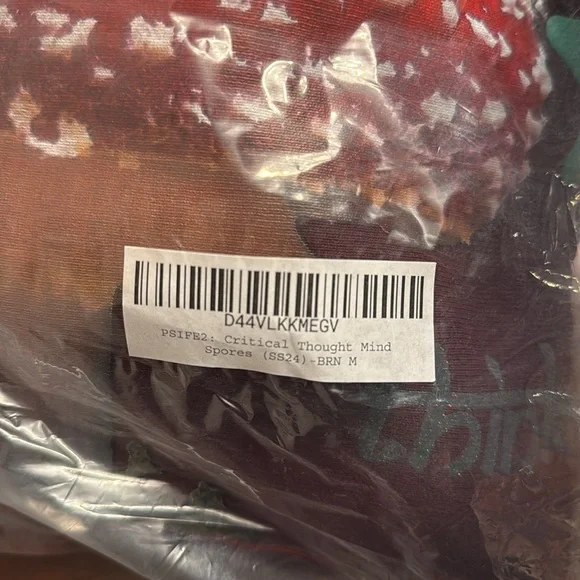 D44VLKKMEGV
PSIFE2: Critical Thought Mind
Spores (SS24)-BRN M